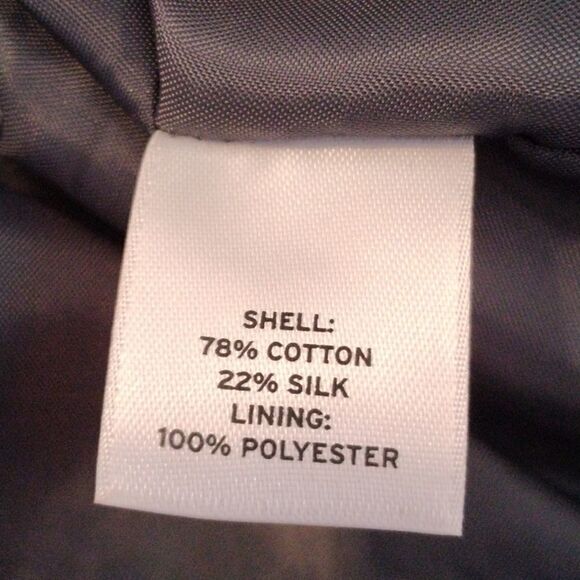 SHELL:
78% COTTON
22% SILK
LINING:
100% POLYESTER